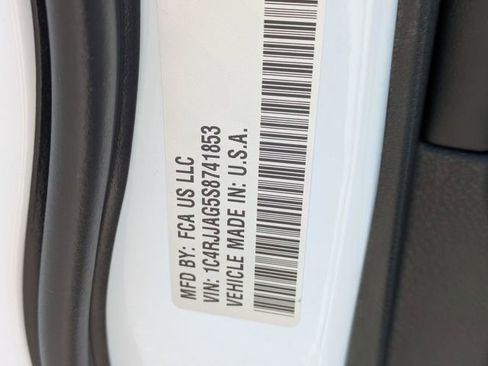 MFD BY: FCA US LLC
VIN: 1C4RJJAG5S8741853
VEHICLE MADE IN: U.S.A.